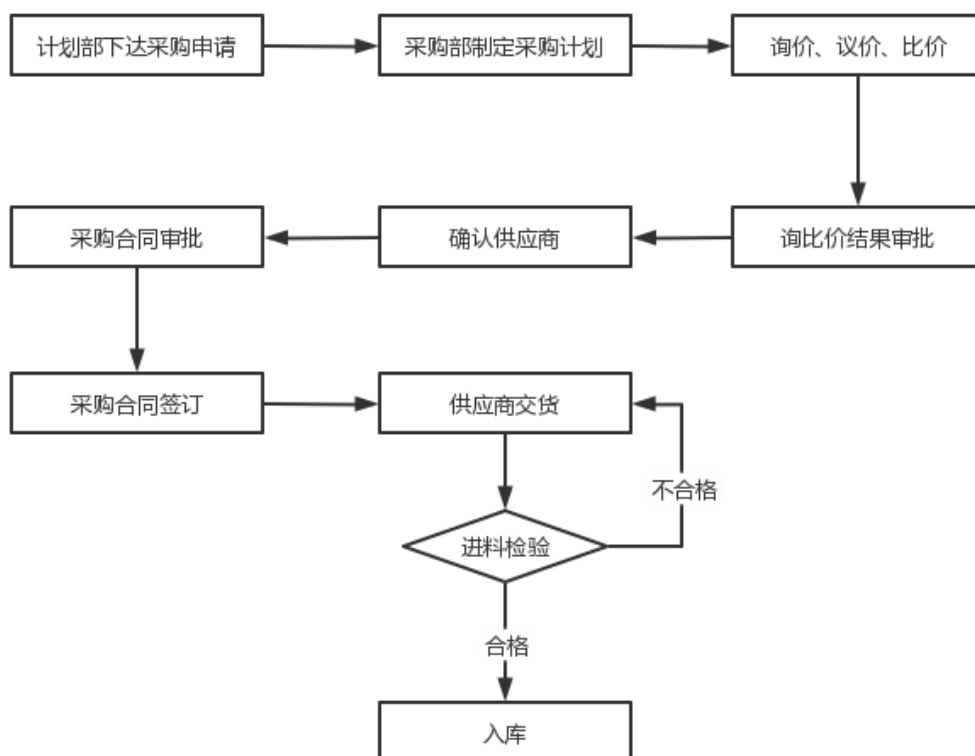 计划部下达采购申请
采购部制定采购计划
询价、议价、比价
询比价结果审批
确认供应商
采购合同审批
采购合同签订
供应商交货
不合格
进料检验
合格
入库